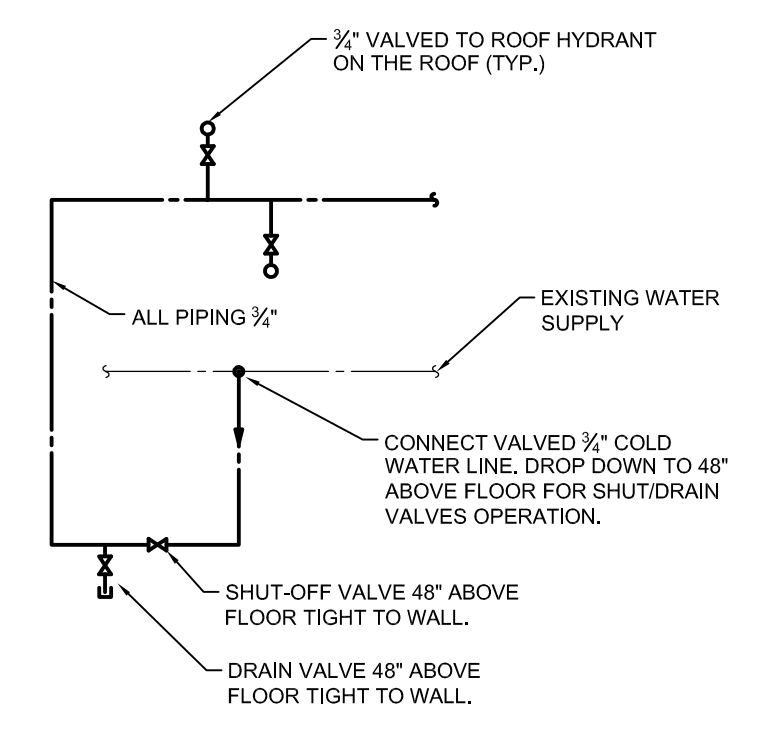 ¾" VALVED TO ROOF HYDRANT
ON THE ROOF (TYP.)
ALL PIPING ¾"
EXISTING WATER
SUPPLY
CONNECT VALVED ¾" COLD
WATER LINE. DROP DOWN TO 48"
ABOVE FLOOR FOR SHUT/DRAIN
VALVES OPERATION.
SHUT-OFF VALVE 48" ABOVE
FLOOR TIGHT TO WALL.
DRAIN VALVE 48" ABOVE
FLOOR TIGHT TO WALL.